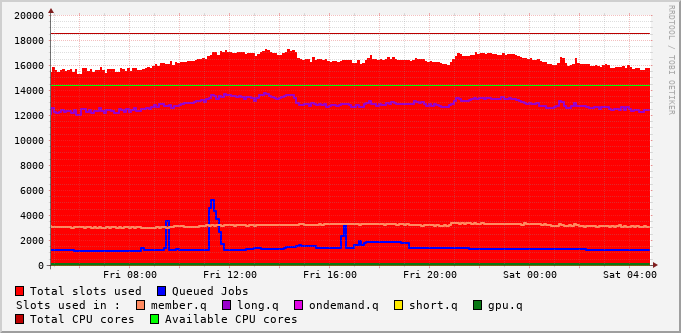 20000
18000
16000
14000
12000
10000
8000
6000
4000
2000
0
Fri 08:00 Fri 12:00 Fri 16:00 Fri 20:00 Sat 00:00 Sat 04:00
RRDTOOL / TOBI OETIKER
Total slots used Queued Jobs
Slots used in : member.q long.q ondemand.q short.q gpu.q
Total CPU cores Available CPU cores